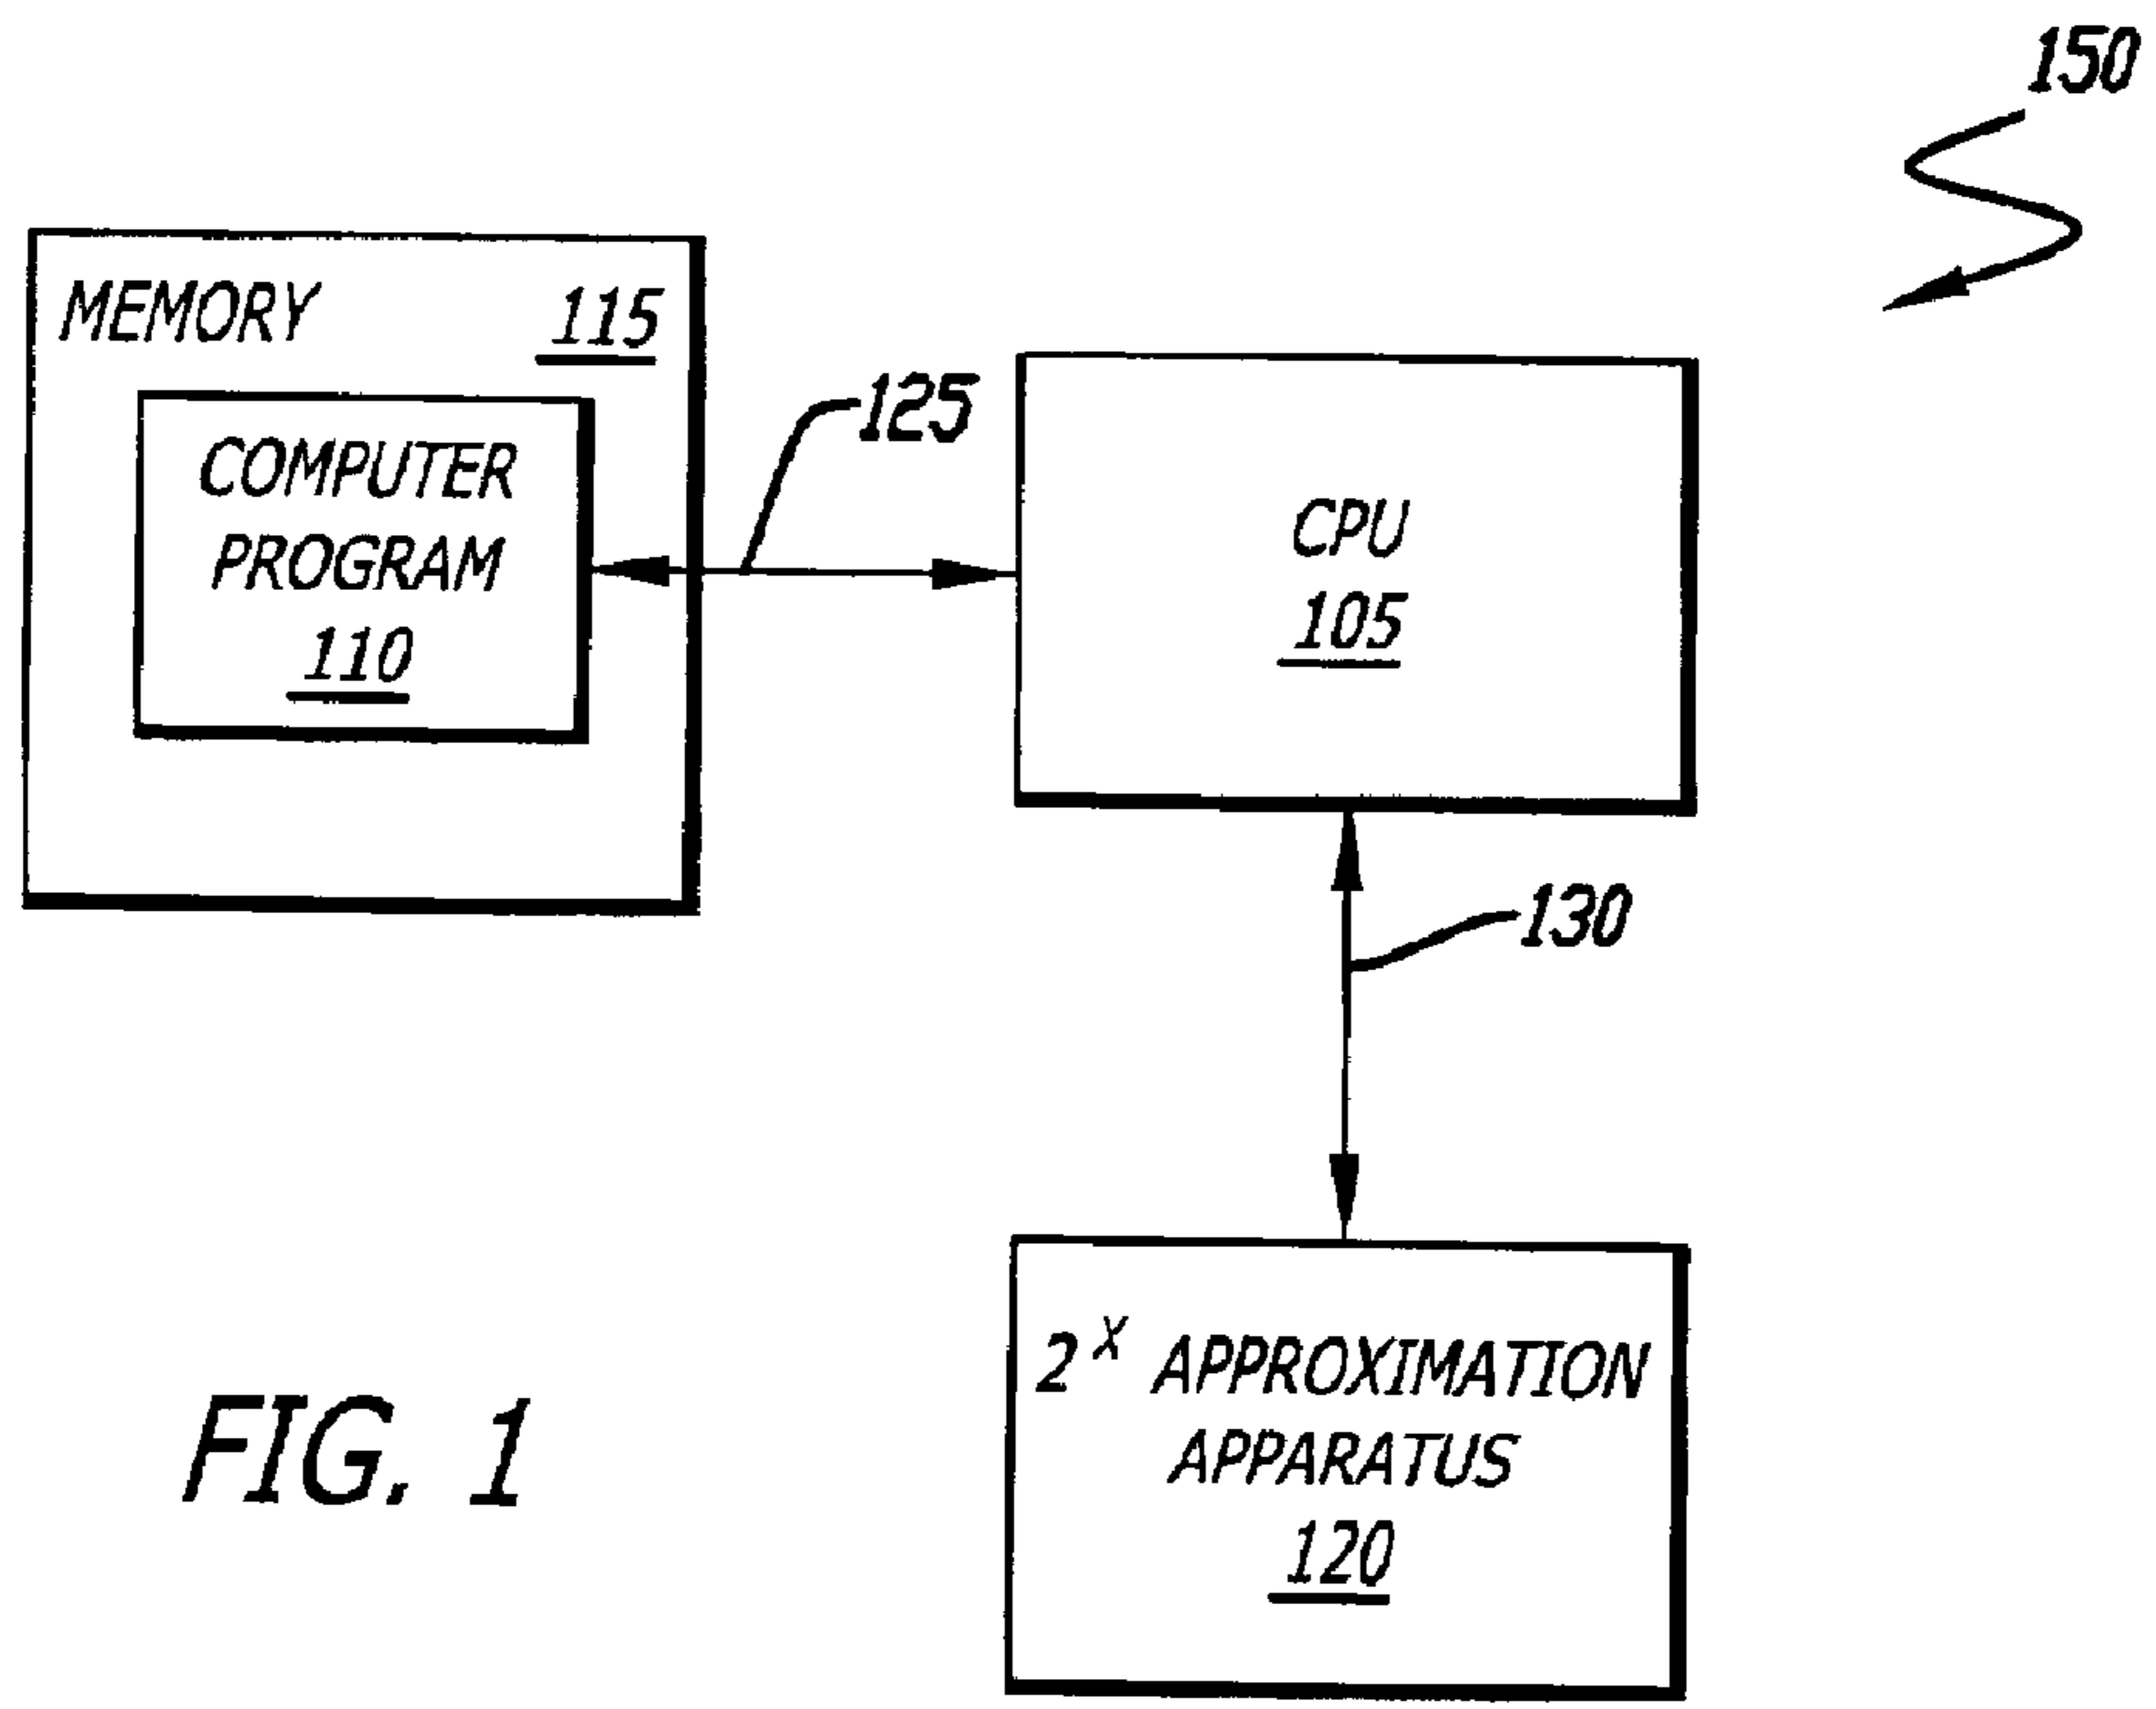 150
MEMORY 115
125
COMPUTER
PROGRAM
110
CPU
105
130
2^X APPROXIMATION
APPARATUS
120
FIG. 1